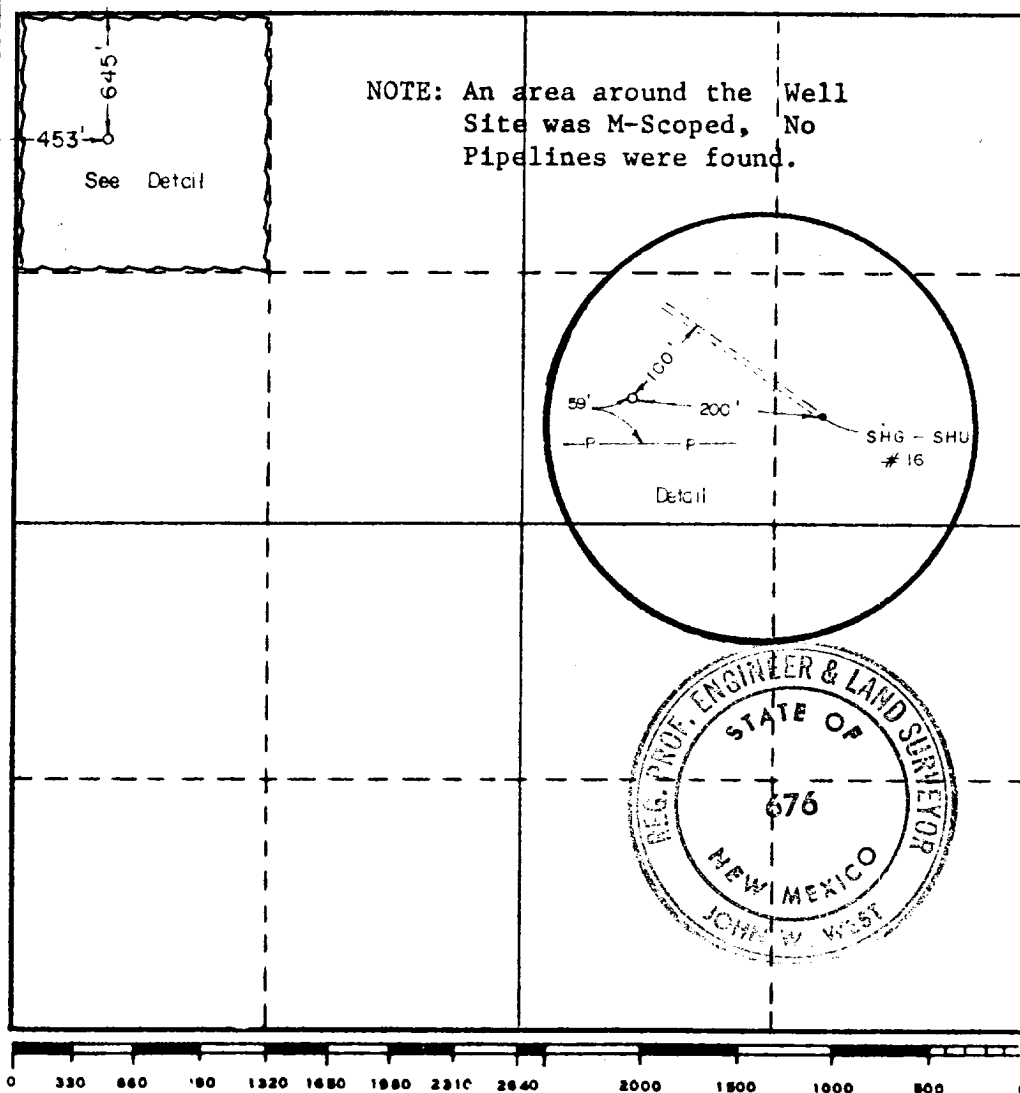 645'
453'
See Detail
NOTE: An area around the Well
Site was M-Scoped, No
Pipelines were found.
100'
59'
200'
P P
SHG - SHU
# 16
Detail
REG. PROF. ENGINEER & LAND SURVEYOR
STATE OF
676
NEW MEXICO
JOHN W. WEST
0 330 660 990 1320 1650 1980 2310 2640 2000 1500 1000 500